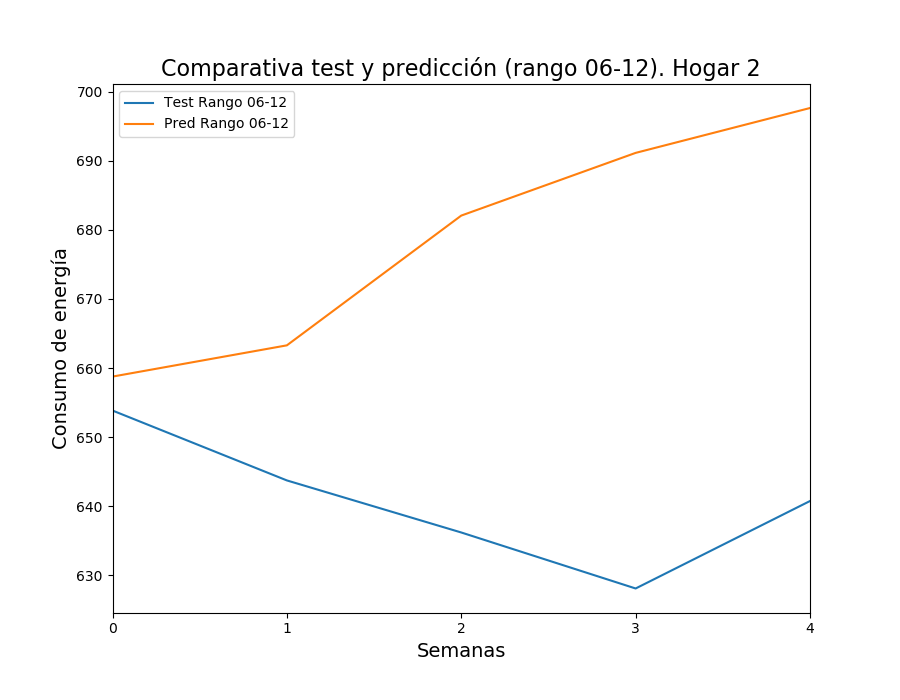 Comparativa test y predicción (rango 06-12). Hogar 2
Test Rango 06-12
Pred Rango 06-12
Consumo de energía
700
690
680
670
660
650
640
630
0 1 2 3 4
Semanas